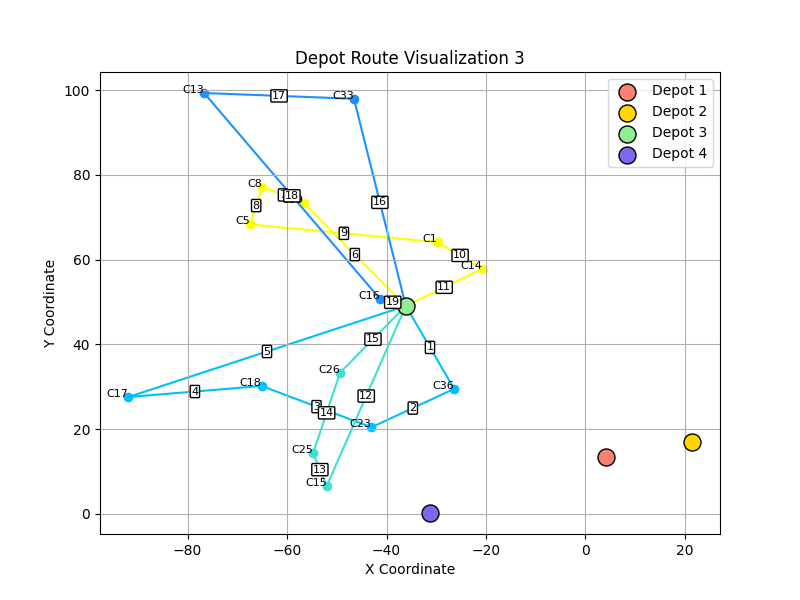 Depot Route Visualization 3
Depot 1
Depot 2
Depot 3
Depot 4
C13
17
C33
C8
18
16
8
C5
9
C1
6
10
C14
11
C16
19
15
1
5
C26
C17
4
C18
C36
12
3
14
2
C23
C25
13
C15
100
80
60
40
20
0
Y Coordinate
−80
−60
−40
−20
0
20
X Coordinate